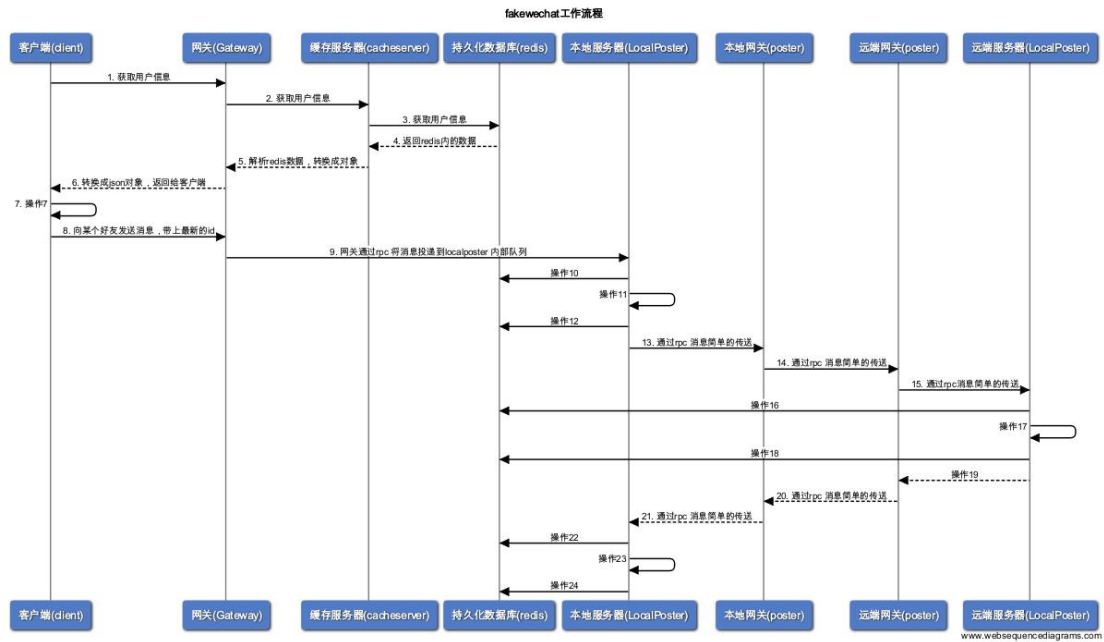 fakewechat工作流程
客户端(client) 网关(Gateway) 缓存服务器(cacheserver) 持久化数据库(redis) 本地服务器(LocalPoster) 本地网关(poster) 远端网关(poster) 远端服务器(LocalPoster)
1. 获取用户信息
2. 获取用户信息
3. 获取用户信息
4. 返回redis内的数据
5. 解析redis数据，转换成对象
6. 转换成json对象，返回给客户端
7. 操作7
8. 向某个好友发送消息，带上最新的id
9. 网关通过rpc 将消息投递到localposter 内部队列
操作10
操作11
操作12
13. 通过rpc 消息简单的传送
14. 通过rpc 消息简单的传送
15. 通过rpc消息简单的传送
操作16
操作17
操作18
操作19
20. 通过rpc 消息简单的传送
21. 通过rpc 消息简单的传送
操作22
操作23
操作24
客户端(client) 网关(Gateway) 缓存服务器(cacheserver) 持久化数据库(redis) 本地服务器(LocalPoster) 本地网关(poster) 远端网关(poster) 远端服务器(LocalPoster)
www.websequencediagrams.com